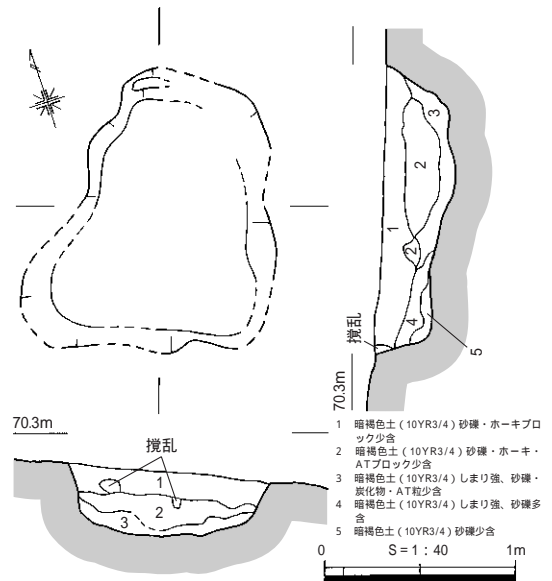 3
2
1
2
4
5
撹乱
70.3m
70.3m
撹乱
1
2
3
1 暗褐色土（10YR3/4）砂礫・ホーキブロ
ック少含
2 暗褐色土（10YR3/4）砂礫・ホーキ・
ATブロック少含
3 暗褐色土（10YR3/4）しまり強、砂礫・
炭化物・AT粒少含
4 暗褐色土（10YR3/4）しまり強、砂礫多
含
5 暗褐色土（10YR3/4）砂礫少含
0 S＝1：40 1m